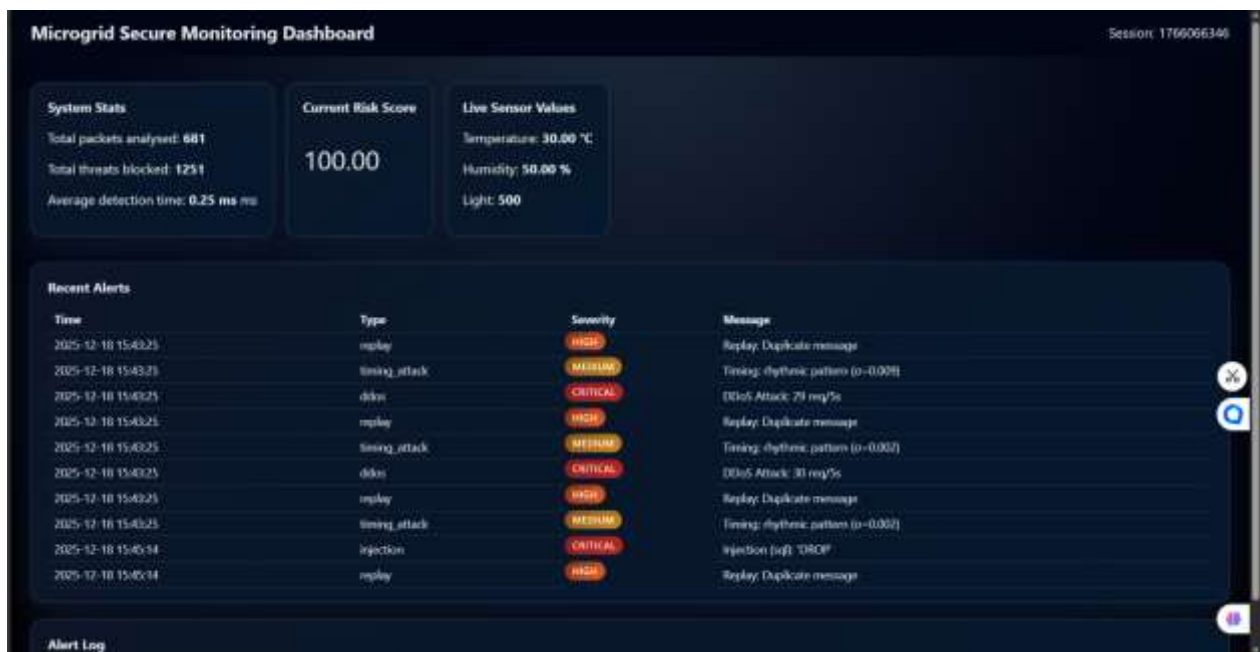 Microgrid Secure Monitoring Dashboard
Session: 1766066346
System Stats
Total packets analysed: 681
Total threats blocked: 1251
Average detection time: 0.25 ms ms
Current Risk Score
100.00
Live Sensor Values
Temperature: 30.00 °C
Humidity: 50.00 %
Light: 500
Recent Alerts
Time Type Severity Message
2025-12-18 15:43:25 replay HIGH Replay: Duplicate message
2025-12-18 15:43:25 timing_attack MEDIUM Timing: rhythmic pattern (σ=0.009)
2025-12-18 15:43:25 ddos CRITICAL DDoS Attack: 29 req/5s
2025-12-18 15:43:25 replay HIGH Replay: Duplicate message
2025-12-18 15:43:25 timing_attack MEDIUM Timing: rhythmic pattern (σ=0.002)
2025-12-18 15:43:25 ddos CRITICAL DDoS Attack: 30 req/5s
2025-12-18 15:43:25 replay HIGH Replay: Duplicate message
2025-12-18 15:43:25 timing_attack MEDIUM Timing: rhythmic pattern (σ=0.002)
2025-12-18 15:45:14 injection CRITICAL Injection (sql): 'DROP'
2025-12-18 15:45:14 replay HIGH Replay: Duplicate message
Alert Log